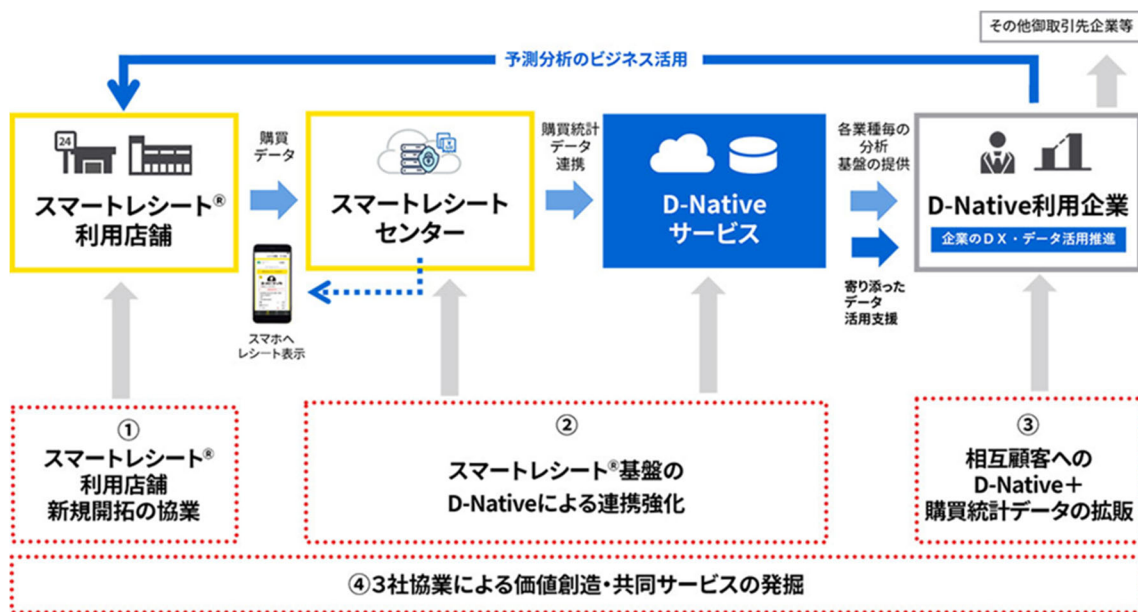 その他御取引先企業等
予測分析のビジネス活用
24
スマートレシート®
利用店舗
購買
データ
スマートレシート
センター
購買統計
データ
連携
D-Native
サービス
各業種毎の
分析
基盤の提供
D-Native利用企業
企業のDX・データ活用推進
寄り添った
データ
活用支援
スマホへ
レシート表示
①
スマートレシート®
利用店舗
新規開拓の協業
②
スマートレシート®基盤の
D-Nativeによる連携強化
③
相互顧客への
D-Native＋
購買統計データの拡販
④3社協業による価値創造・共同サービスの発掘